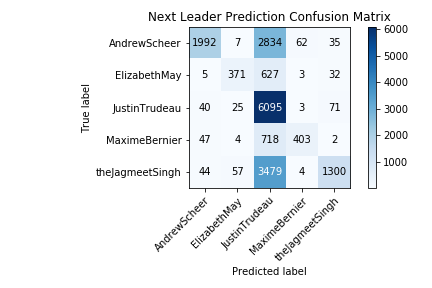 Next Leader Prediction Confusion Matrix
AndrewScheer 1992 7 2834 62 35
ElizabethMay 5 371 627 3 32
JustinTrudeau 40 25 6095 3 71
MaximeBernier 47 4 718 403 2
theJagmeetSingh 44 57 3479 4 1300
True label
6000
5000
4000
3000
2000
1000
AndrewScheer
ElizabethMay
JustinTrudeau
MaximeBernier
theJagmeetSingh
Predicted label